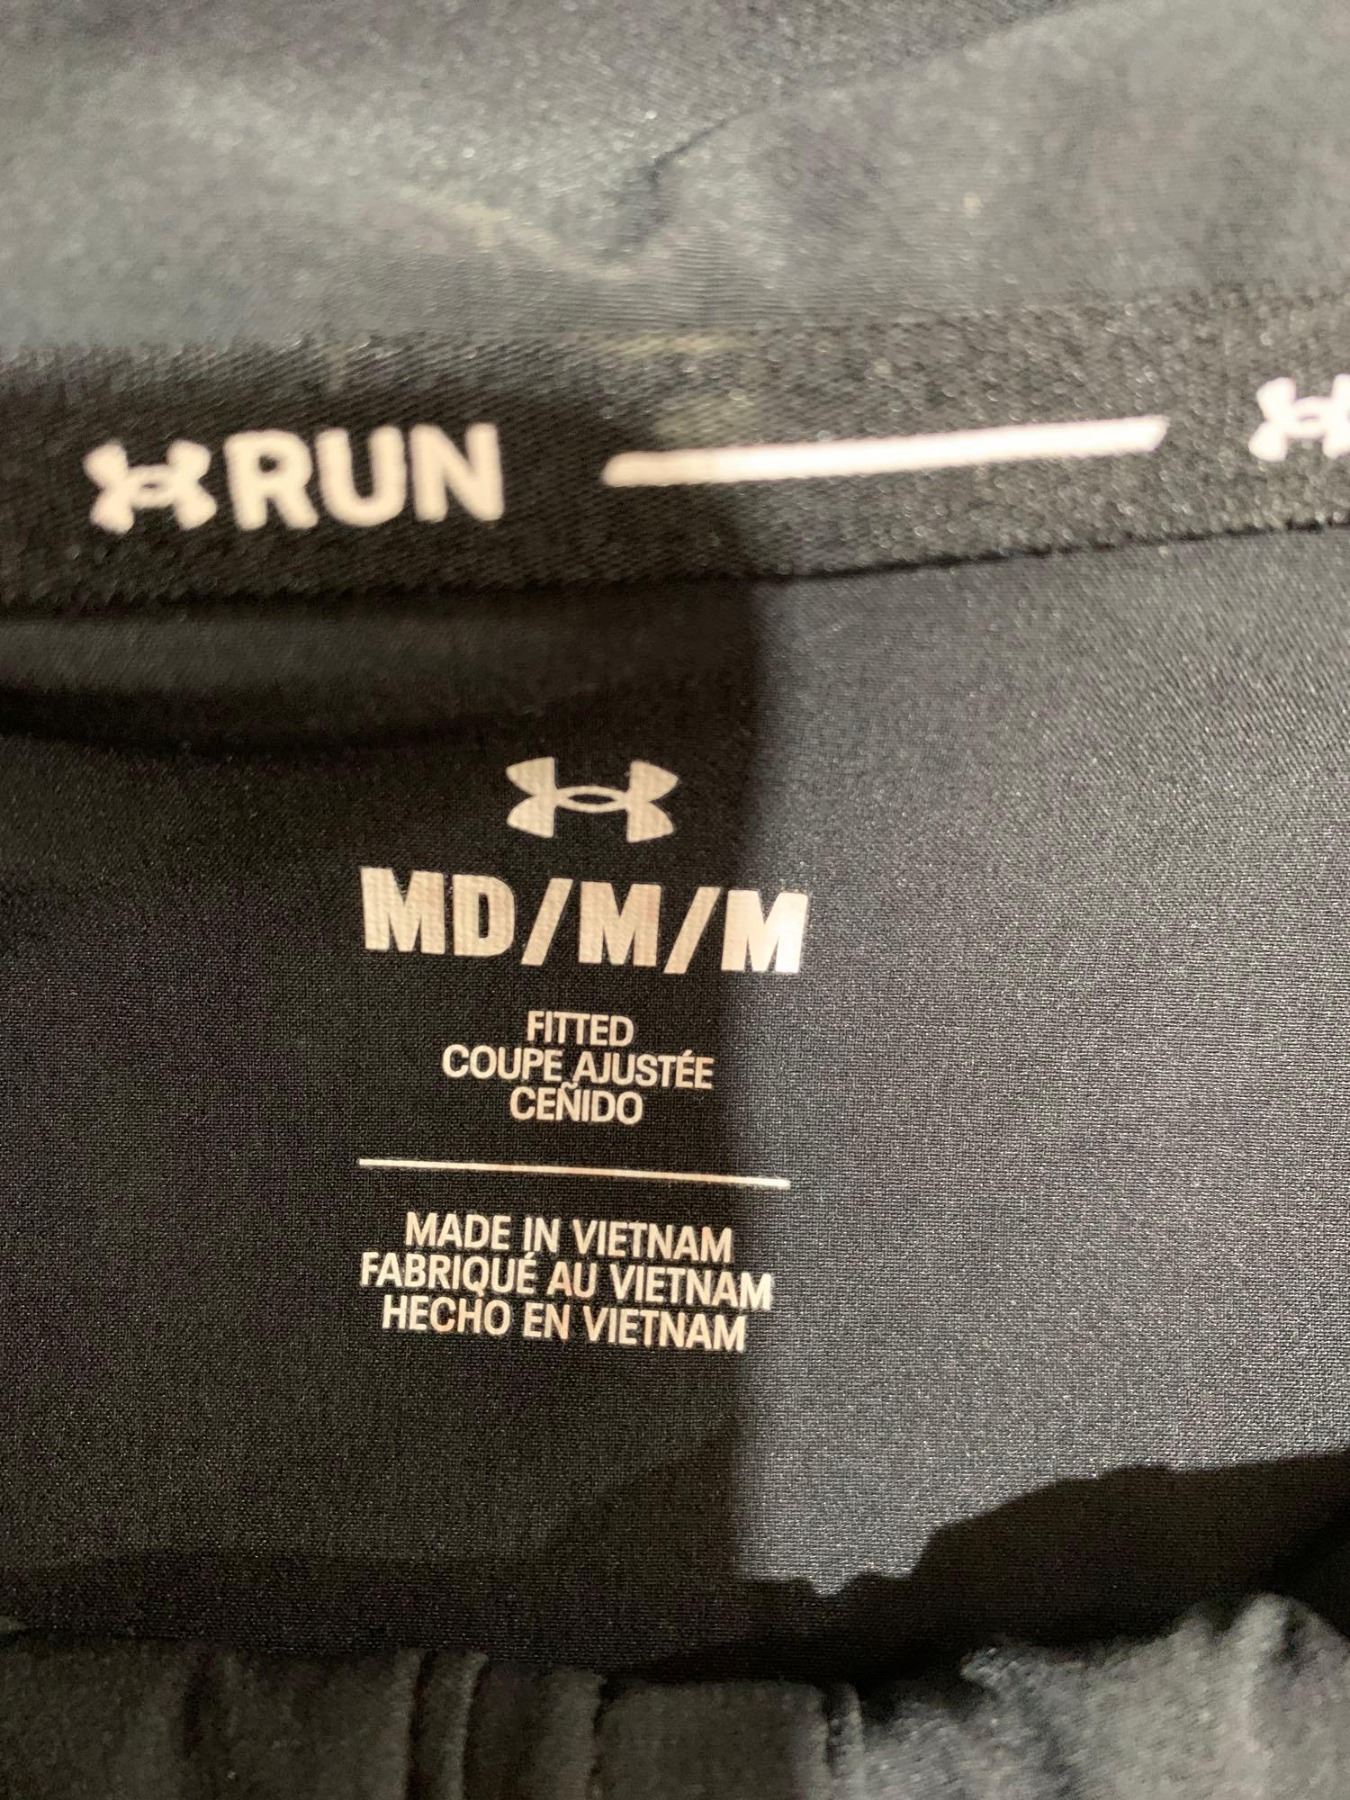 RUN
MD/M/M
FITTED
COUPE AJUSTÉE
CEÑIDO
MADE IN VIETNAM
FABRIQUÉ AU VIETNAM
HECHO EN VIETNAM